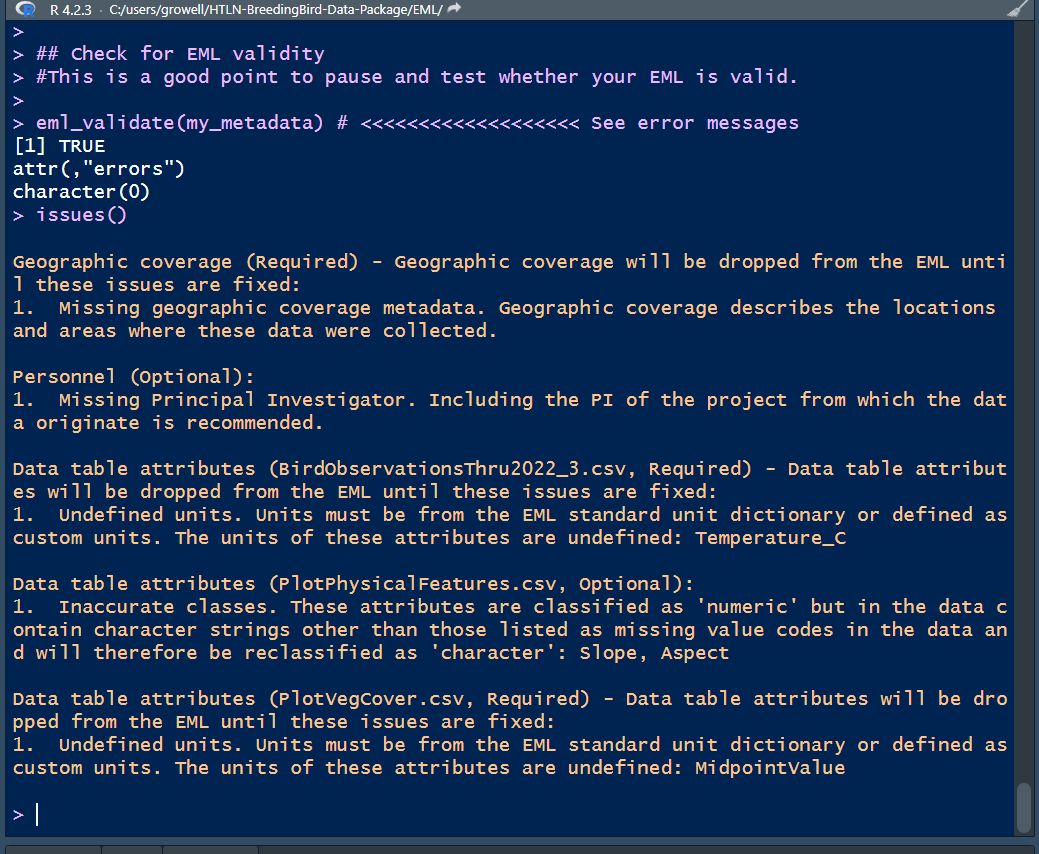 R 4.2.3 · C:/users/growell/HTLN-BreedingBird-Data-Package/EML/
>
> ## Check for EML validity
> #This is a good point to pause and test whether your EML is valid.
>
> eml_validate(my_metadata) # <<<<<<<<<<<<<<<<<<< See error messages
[1] TRUE
attr(,"errors")
character(0)
> issues()
Geographic coverage (Required) - Geographic coverage will be dropped from the EML unti
l these issues are fixed:
1.  Missing geographic coverage metadata. Geographic coverage describes the locations
and areas where these data were collected.
Personnel (Optional):
1.  Missing Principal Investigator. Including the PI of the project from which the dat
a originate is recommended.
Data table attributes (BirdObservationsThru2022_3.csv, Required) - Data table attribut
es will be dropped from the EML until these issues are fixed:
1.  Undefined units. Units must be from the EML standard unit dictionary or defined as
custom units. The units of these attributes are undefined: Temperature_C
Data table attributes (PlotPhysicalFeatures.csv, Optional):
1.  Inaccurate classes. These attributes are classified as 'numeric' but in the data c
ontain character strings other than those listed as missing value codes in the data an
d will therefore be reclassified as 'character': Slope, Aspect
Data table attributes (PlotVegCover.csv, Required) - Data table attributes will be dro
pped from the EML until these issues are fixed:
1.  Undefined units. Units must be from the EML standard unit dictionary or defined as
custom units. The units of these attributes are undefined: MidpointValue
>